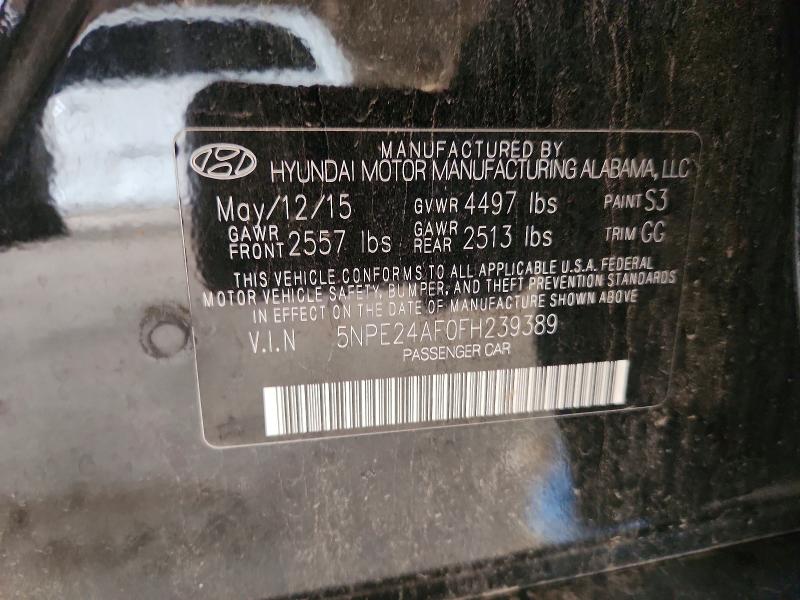 MANUFACTURED BY
HYUNDAI MOTOR MANUFACTURING ALABAMA, LLC
May/12/15 GVWR 4497 lbs PAINT S3
GAWR FRONT 2557 lbs GAWR REAR 2513 lbs TRIM GG
THIS VEHICLE CONFORMS TO ALL APPLICABLE U.S.A. FEDERAL
MOTOR VEHICLE SAFETY, BUMPER, AND THEFT PREVENTION STANDARDS
IN EFFECT ON THE DATE OF MANUFACTURE SHOWN ABOVE
V.I.N 5NPE24AF0FH239389
PASSENGER CAR